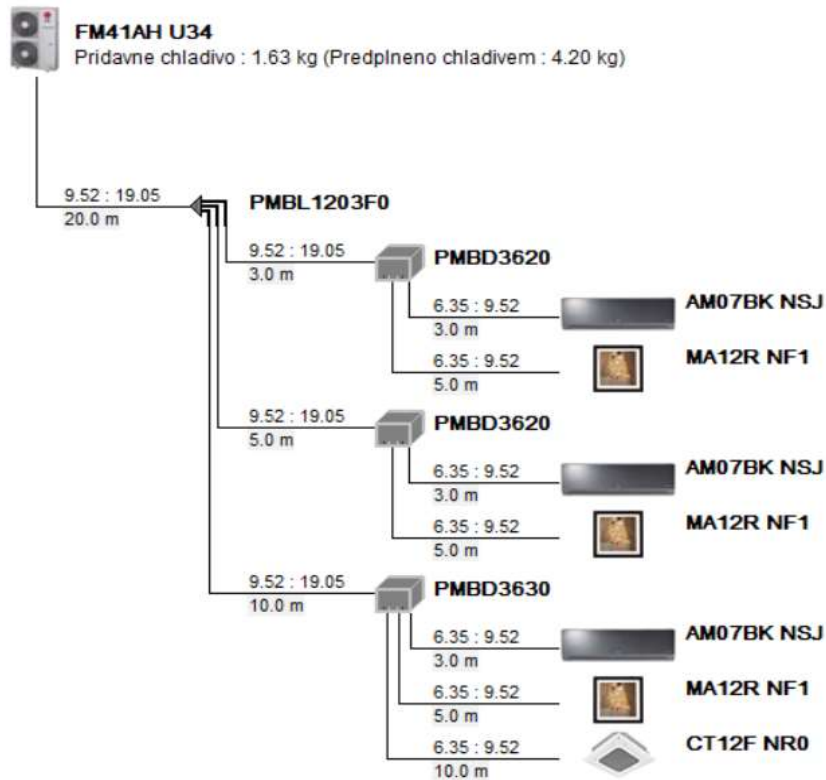 FM41AH U34
Pridavne chladivo : 1.63 kg (Predplneno chladivem : 4.20 kg)
9.52 : 19.05
20.0 m
PMBL1203F0
9.52 : 19.05
3.0 m
PMBD3620
6.35 : 9.52
3.0 m
AM07BK NSJ
6.35 : 9.52
5.0 m
MA12R NF1
9.52 : 19.05
5.0 m
PMBD3620
6.35 : 9.52
3.0 m
AM07BK NSJ
6.35 : 9.52
5.0 m
MA12R NF1
9.52 : 19.05
10.0 m
PMBD3630
6.35 : 9.52
3.0 m
AM07BK NSJ
6.35 : 9.52
5.0 m
MA12R NF1
6.35 : 9.52
10.0 m
CT12F NR0